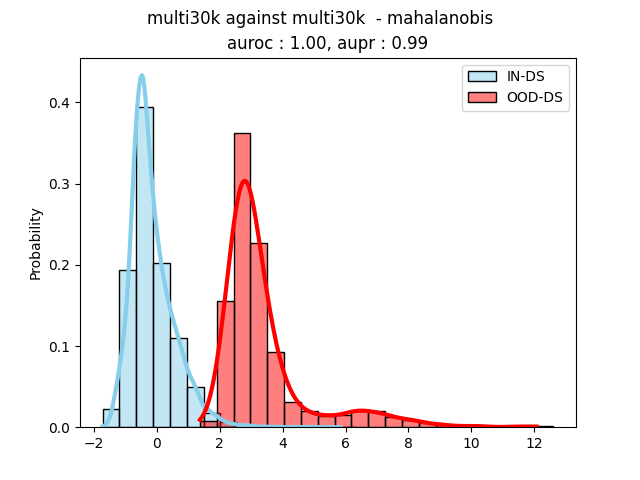 multi30k against multi30k  - mahalanobis
auroc : 1.00, aupr : 0.99
IN-DS
OOD-DS
Probability
0.4
0.3
0.2
0.1
0.0
−2 0 2 4 6 8 10 12